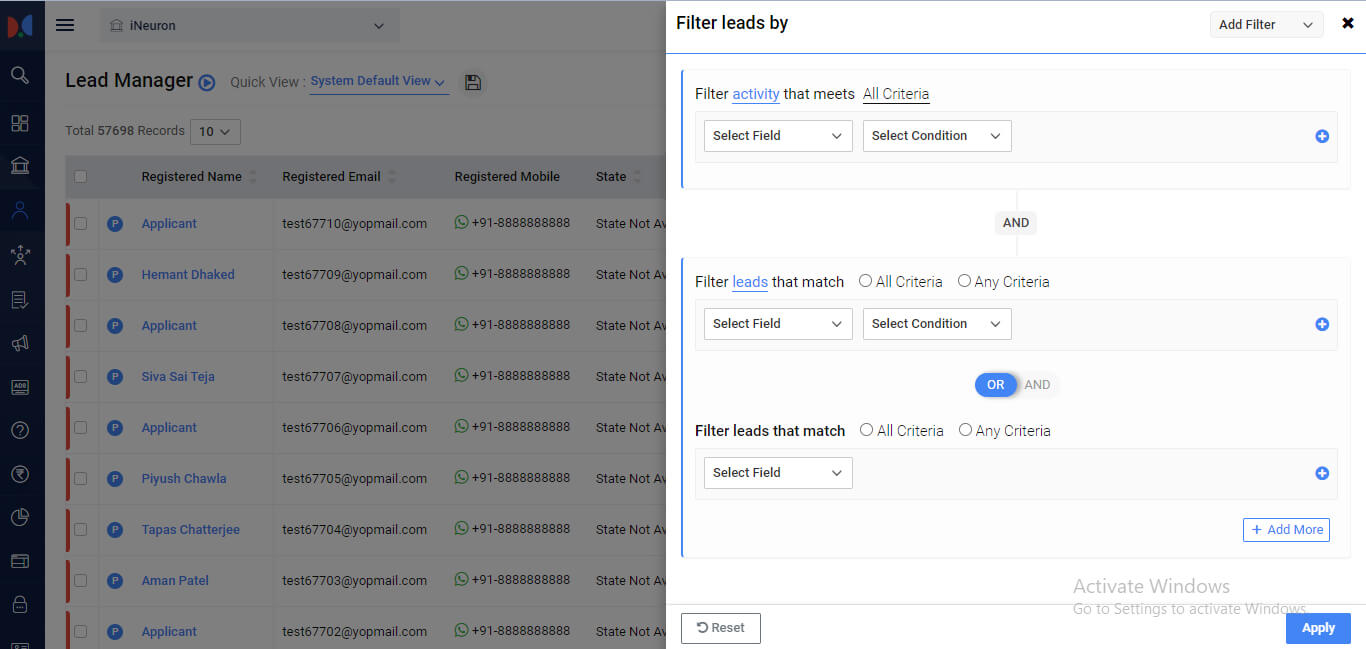 iNeuron
Lead Manager Quick View : System Default View
Total 57698 Records 10
Registered Name Registered Email Registered Mobile State
P Applicant test67710@yopmail.com +91-8888888888 State Not Av
P Hemant Dhaked test67709@yopmail.com +91-8888888888 State Not Av
P Applicant test67708@yopmail.com +91-8888888888 State Not Av
P Siva Sai Teja test67707@yopmail.com +91-8888888888 State Not Av
P Applicant test67706@yopmail.com +91-8888888888 State Not Av
P Piyush Chawla test67705@yopmail.com +91-8888888888 State Not Av
P Tapas Chatterjee test67704@yopmail.com +91-8888888888 State Not Av
P Aman Patel test67703@yopmail.com +91-8888888888 State Not Av
P Applicant test67702@yopmail.com +91-8888888888 State Not Av
ADS
Filter leads by Add Filter
Filter activity that meets All Criteria
Select Field Select Condition
AND
Filter leads that match All Criteria Any Criteria
Select Field Select Condition
OR AND
Filter leads that match All Criteria Any Criteria
Select Field
+ Add More
Activate Windows
Go to Settings to activate Windows.
Reset Apply